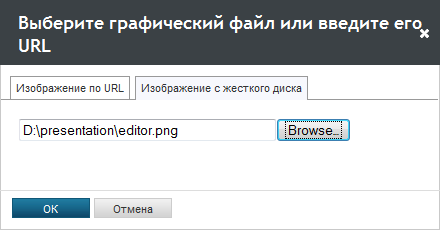 Выберите графический файл или введите его
URL
Изображение по URL
Изображение с жесткого диска
D:\presentation\editor.png
Browse...
OK
Отмена